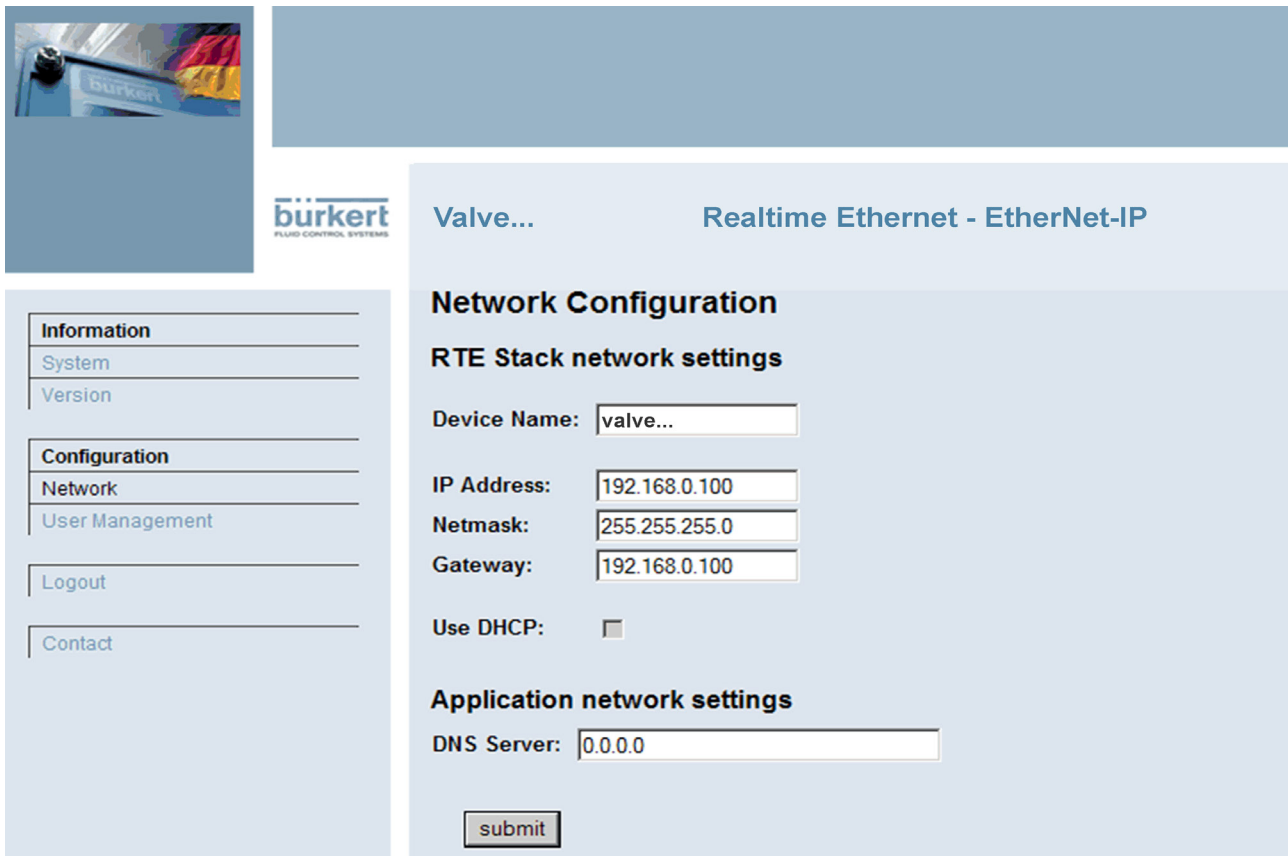 burkert
bürkert
FLUID CONTROL SYSTEMS
Valve... Realtime Ethernet - EtherNet-IP
Information
System
Version
Configuration
Network
User Management
Logout
Contact
Network Configuration
RTE Stack network settings
Device Name: valve...
IP Address: 192.168.0.100
Netmask: 255.255.255.0
Gateway: 192.168.0.100
Use DHCP:
Application network settings
DNS Server: 0.0.0.0
submit